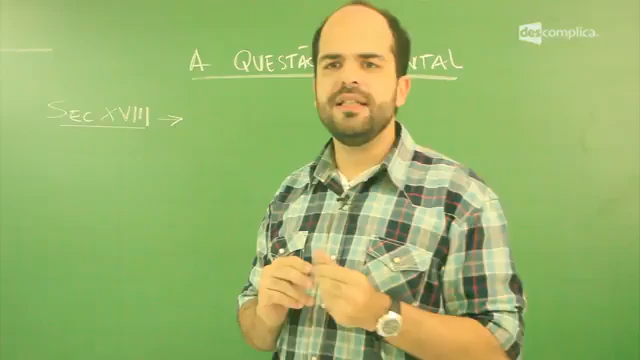 descomplica.
A QUESTÃ NTAL
SEC XVIII →